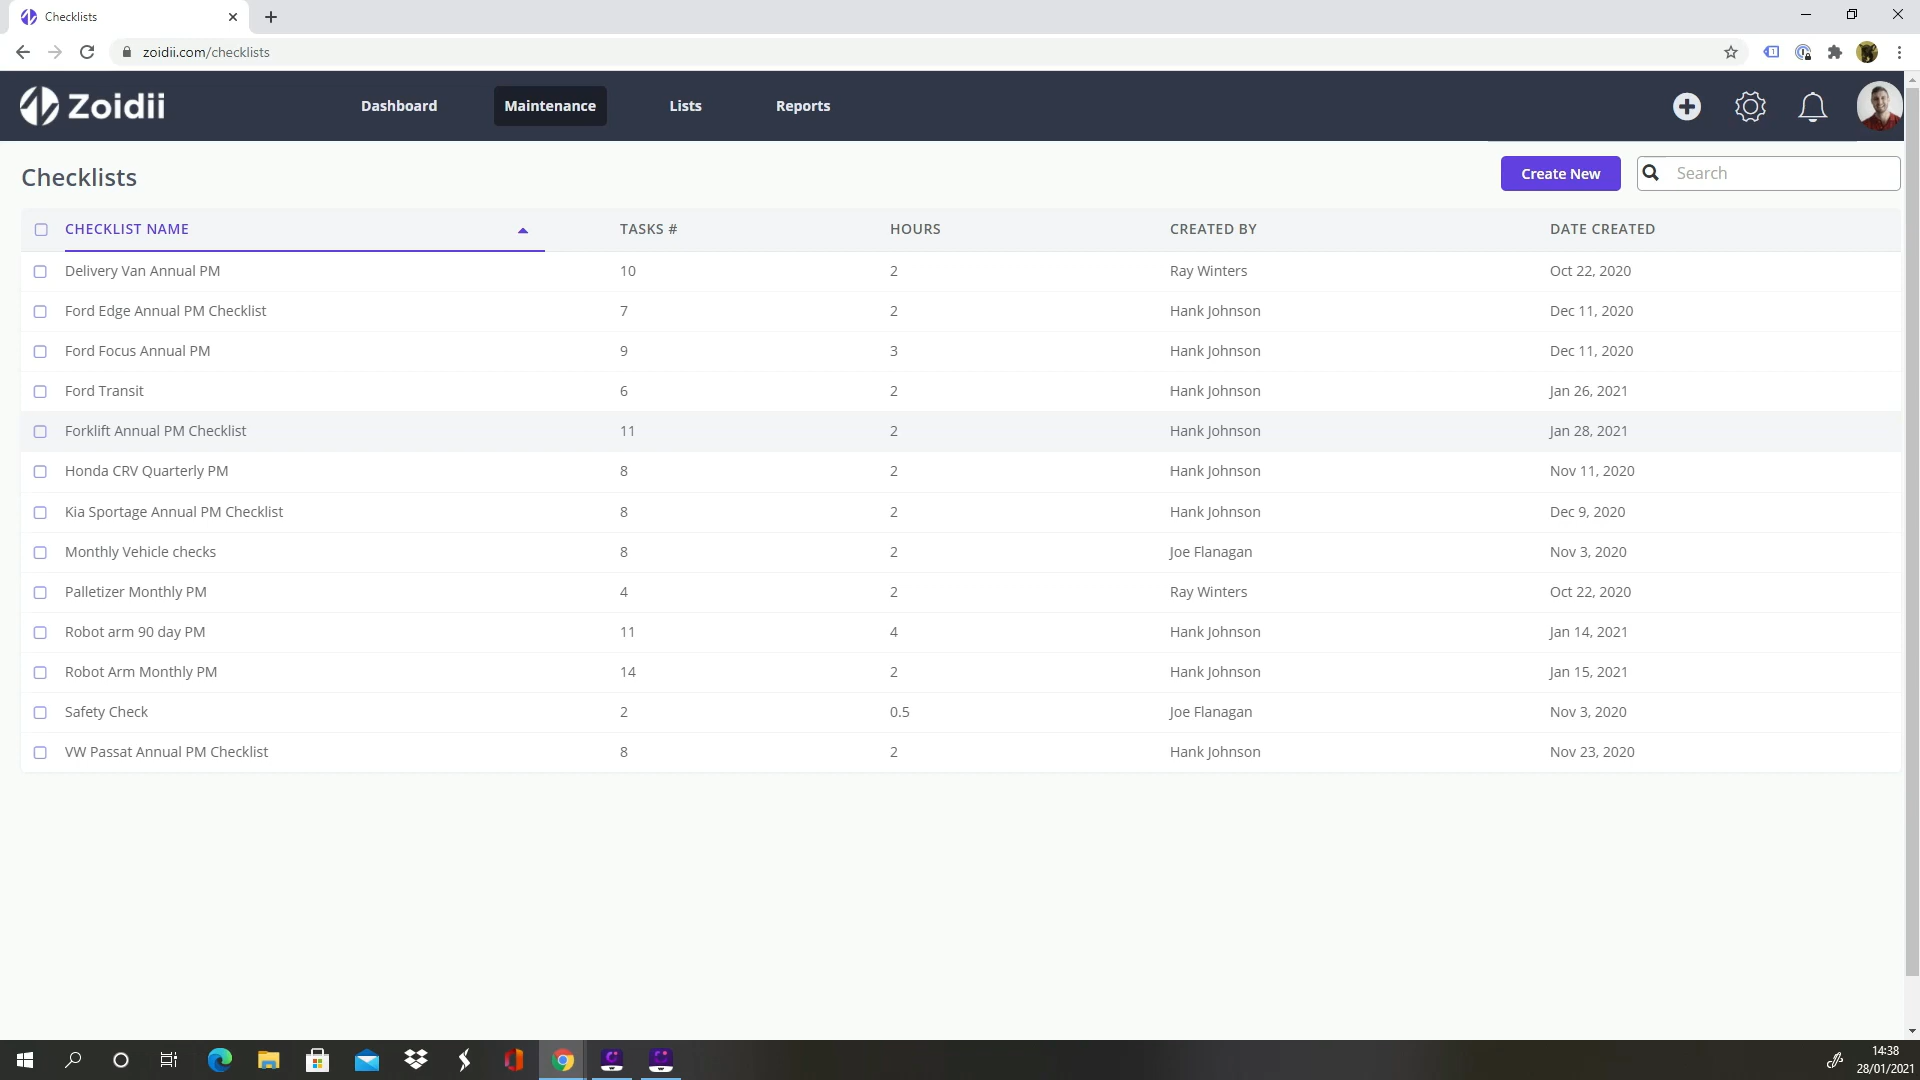 Checklists
zoidii.com/checklists
Zoidii
Dashboard Maintenance Lists Reports
Checklists
Create New Search
CHECKLIST NAME TASKS # HOURS CREATED BY DATE CREATED
Delivery Van Annual PM 10 2 Ray Winters Oct 22, 2020
Ford Edge Annual PM Checklist 7 2 Hank Johnson Dec 11, 2020
Ford Focus Annual PM 9 3 Hank Johnson Dec 11, 2020
Ford Transit 6 2 Hank Johnson Jan 26, 2021
Forklift Annual PM Checklist 11 2 Hank Johnson Jan 28, 2021
Honda CRV Quarterly PM 8 2 Hank Johnson Nov 11, 2020
Kia Sportage Annual PM Checklist 8 2 Hank Johnson Dec 9, 2020
Monthly Vehicle checks 8 2 Joe Flanagan Nov 3, 2020
Palletizer Monthly PM 4 2 Ray Winters Oct 22, 2020
Robot arm 90 day PM 11 4 Hank Johnson Jan 14, 2021
Robot Arm Monthly PM 14 2 Hank Johnson Jan 15, 2021
Safety Check 2 0.5 Joe Flanagan Nov 3, 2020
VW Passat Annual PM Checklist 8 2 Hank Johnson Nov 23, 2020
14:38
28/01/2021